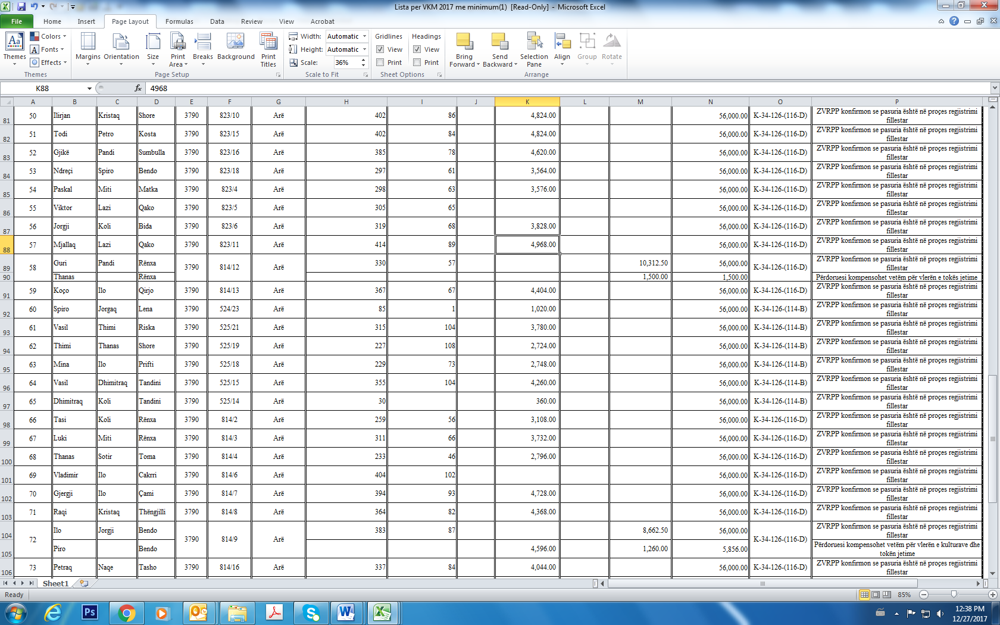 Lista per VKM 2017 me minimum(1) [Read-Only] - Microsoft Excel
File Home Insert Page Layout Formulas Data Review View Acrobat
Themes Colors Fonts Effects Themes
Margins Orientation Size Print Area Breaks Background Print Titles Page Setup
Width: Automatic Height: Automatic Scale: 36% Scale to Fit
Gridlines View Print Headings View Print Sheet Options
Bring Forward Send Backward Selection Pane Align Group Rotate Arrange
K88 fx 4968
A B C D E F G H I J K L M N O P
81 50 Ilirjan Kristaq Shore 3790 823/10 Arë 402 86 4,824.00 56,000.00 K-34-126-(116-D) ZVRPP konfirmon se pasuria është në proçes regjistrimi fillestar
82 51 Todi Petro Kosta 3790 823/15 Arë 402 84 4,824.00 56,000.00 K-34-126-(116-D) ZVRPP konfirmon se pasuria është në proçes regjistrimi fillestar
83 52 Gjikë Pandi Sumbulla 3790 823/16 Arë 385 78 4,620.00 56,000.00 K-34-126-(116-D) ZVRPP konfirmon se pasuria është në proçes regjistrimi fillestar
84 53 Ndreçi Spiro Bendo 3790 823/18 Arë 297 61 3,564.00 56,000.00 K-34-126-(116-D) ZVRPP konfirmon se pasuria është në proçes regjistrimi fillestar
85 54 Paskal Miti Matka 3790 823/4 Arë 298 63 3,576.00 56,000.00 K-34-126-(116-D) ZVRPP konfirmon se pasuria është në proçes regjistrimi fillestar
86 55 Viktor Lazi Qako 3790 823/5 Arë 305 65 56,000.00 K-34-126-(116-D) ZVRPP konfirmon se pasuria është në proçes regjistrimi fillestar
87 56 Jorgji Koli Bida 3790 823/6 Arë 319 68 3,828.00 56,000.00 K-34-126-(116-D) ZVRPP konfirmon se pasuria është në proçes regjistrimi fillestar
88 57 Mjallaq Lazi Qako 3790 823/11 Arë 414 89 4,968.00 56,000.00 K-34-126-(116-D) ZVRPP konfirmon se pasuria është në proçes regjistrimi fillestar
89 58 Guri Pandi Rënxa 3790 814/12 Arë 330 57 10,312.50 56,000.00 K-34-126-(116-D) ZVRPP konfirmon se pasuria është në proçes regjistrimi fillestar
90 Thanas Rënxa 1,500.00 1,500.00 Përdoruesi kompensohet vetëm për vlerën e tokës jetime
91 59 Koço Ilo Qirjo 3790 814/13 Arë 367 67 4,404.00 56,000.00 K-34-126-(116-D) ZVRPP konfirmon se pasuria është në proçes regjistrimi fillestar
92 60 Spiro Jorgaq Lena 3790 524/23 Arë 85 1 1,020.00 56,000.00 K-34-126-(114-B) ZVRPP konfirmon se pasuria është në proçes regjistrimi fillestar
93 61 Vasil Thimi Riska 3790 525/21 Arë 315 104 3,780.00 56,000.00 K-34-126-(114-B) ZVRPP konfirmon se pasuria është në proçes regjistrimi fillestar
94 62 Thimi Thanas Shore 3790 525/19 Arë 227 108 2,724.00 56,000.00 K-34-126-(114-B) ZVRPP konfirmon se pasuria është në proçes regjistrimi fillestar
95 63 Mina Ilo Prifti 3790 525/18 Arë 229 73 2,748.00 56,000.00 K-34-126-(114-B) ZVRPP konfirmon se pasuria është në proçes regjistrimi fillestar
96 64 Vasil Dhimitraq Tandini 3790 525/15 Arë 355 104 4,260.00 56,000.00 K-34-126-(114-B) ZVRPP konfirmon se pasuria është në proçes regjistrimi fillestar
97 65 Dhimitraq Koli Tandini 3790 525/14 Arë 30 360.00 56,000.00 K-34-126-(114-B) ZVRPP konfirmon se pasuria është në proçes regjistrimi fillestar
98 66 Tasi Koli Rënxa 3790 814/2 Arë 259 56 3,108.00 56,000.00 K-34-126-(116-D) ZVRPP konfirmon se pasuria është në proçes regjistrimi fillestar
99 67 Luki Miti Rënxa 3790 814/3 Arë 311 66 3,732.00 56,000.00 K-34-126-(116-D) ZVRPP konfirmon se pasuria është në proçes regjistrimi fillestar
100 68 Thanas Sotir Toma 3790 814/4 Arë 233 46 2,796.00 56,000.00 K-34-126-(116-D) ZVRPP konfirmon se pasuria është në proçes regjistrimi fillestar
101 69 Vladimir Ilo Cakrri 3790 814/6 Arë 404 102 56,000.00 K-34-126-(116-D) ZVRPP konfirmon se pasuria është në proçes regjistrimi fillestar
102 70 Gjergji Ilo Çami 3790 814/7 Arë 394 93 4,728.00 56,000.00 K-34-126-(116-D) ZVRPP konfirmon se pasuria është në proçes regjistrimi fillestar
103 71 Raqi Kristaq Thëngjilli 3790 814/8 Arë 364 82 4,368.00 56,000.00 K-34-126-(116-D) ZVRPP konfirmon se pasuria është në proçes regjistrimi fillestar
104 72 Ilo Jorgji Bendo 3790 814/9 Arë 383 87 8,662.50 56,000.00 K-34-126-(116-D) ZVRPP konfirmon se pasuria është në proçes regjistrimi fillestar
105 Piro Bendo 4,596.00 1,260.00 5,856.00 Përdoruesi kompensohet vetëm për vlerën e kulturave dhe tokën jetime
106 73 Petraq Naqe Tasho 3790 814/16 Arë 337 84 4,044.00 56,000.00 K-34-126-(116-D) ZVRPP konfirmon se pasuria është në proçes regjistrimi fillestar
Sheet1
Ready 85%
Ps
12:38 PM
12/27/2017